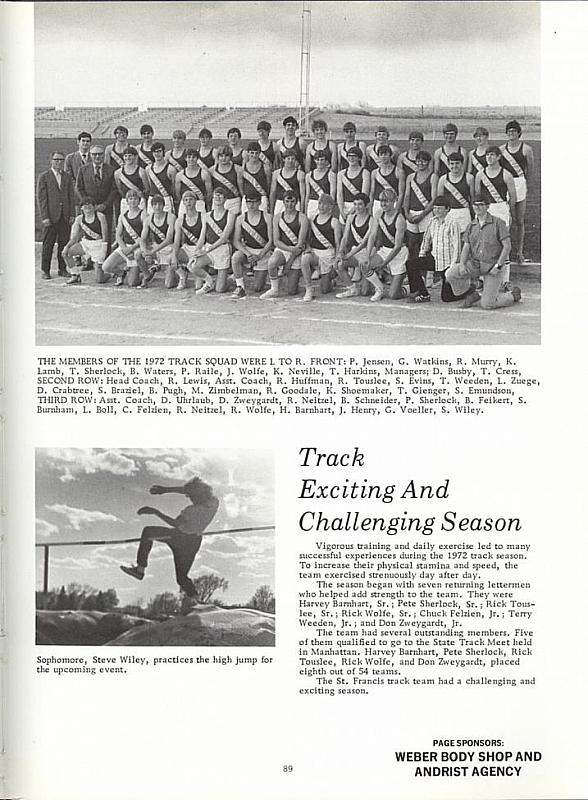 THE MEMBERS OF THE 1972 TRACK SQUAD WERE L TO R. FRONT: P. Jensen, G. Watkins, R. Murry, K.
Lamb, T. Sherlock, B. Waters, P. Raile, J. Wolfe, K. Neville, T. Harkins, Managers; D. Busby, T. Cress,
SECOND ROW: Head Coach, R. Lewis, Asst. Coach, R. Huffman, R. Touslee, S. Evins, T. Weeden, L. Zuege,
D. Crabtree, S. Braziel, B. Pugh, M. Zimbelman, R. Goodale, K. Shoemaker, T. Gienger, S. Emundson,
THIRD ROW: Asst. Coach, D. Uhrlaub, D. Zweygardt, R. Neitzel, B. Schneider, P. Sherlock, B. Feikert, S.
Burnham, L. Boll, C. Felzien, R. Neitzel, R. Wolfe, H. Barnhart, J. Henry, G. Voeller, S. Wiley.
Sophomore, Steve Wiley, practices the high jump for
the upcoming event.
Track
Exciting And
Challenging Season
Vigorous training and daily exercise led to many
successful experiences during the 1972 track season.
To increase their physical stamina and speed, the
team exercised strenuously day after day.
The season began with seven returning lettermen
who helped add strength to the team. They were
Harvey Barnhart, Sr.; Pete Sherlock, Sr.; Rick Tous-
lee, Sr.; Rick Wolfe, Sr.; Chuck Felzien, Jr.; Terry
Weeden, Jr.; and Don Zweygardt, Jr.
The team had several outstanding members. Five
of them qualified to go to the State Track Meet held
in Manhattan. Harvey Barnhart, Pete Sherlock, Rick
Touslee, Rick Wolfe, and Don Zweygardt, placed
eighth out of 54 teams.
The St. Francis track team had a challenging and
exciting season.
PAGE SPONSORS:
WEBER BODY SHOP AND
ANDRIST AGENCY
89